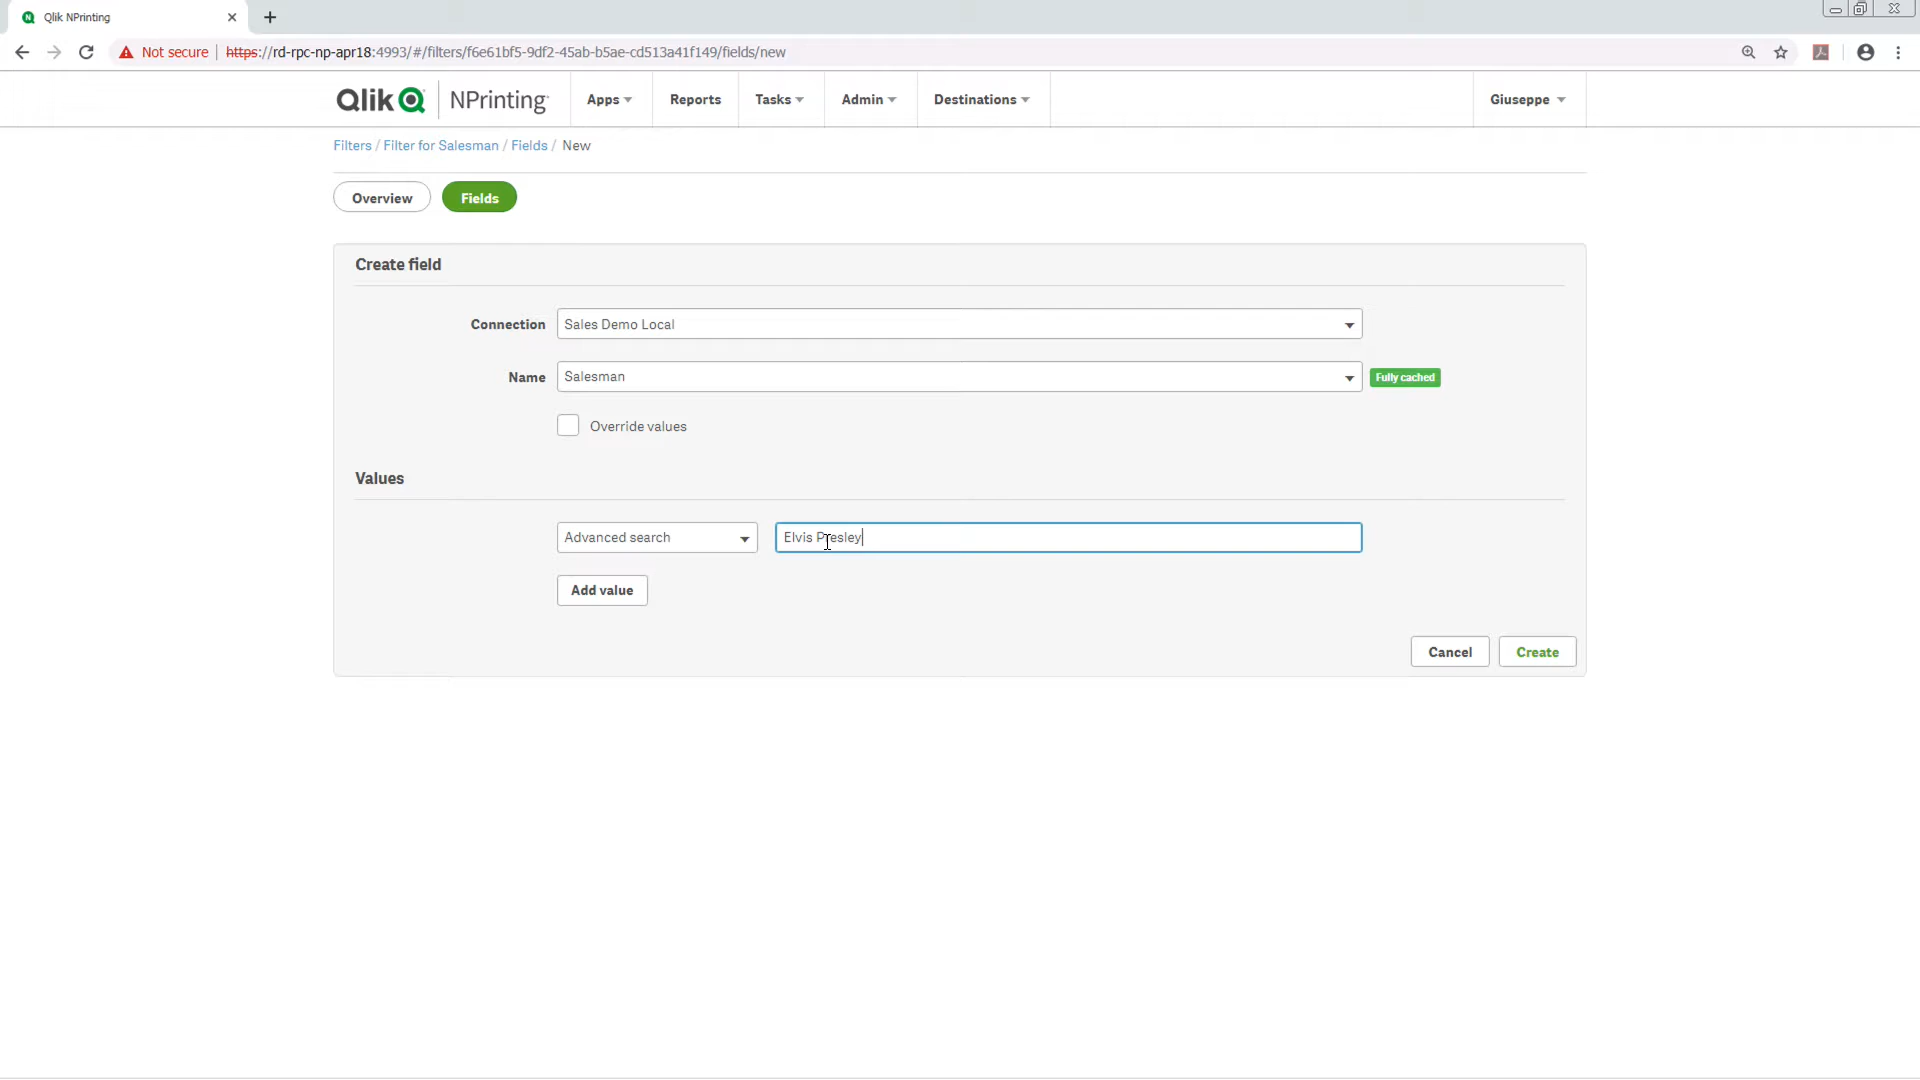 Qlik NPrinting
Not secure | https://rd-rpc-np-apr18:4993/#/filters/f6e61bf5-9df2-45ab-b5ae-cd513a41f149/fields/new
Qlik NPrinting Apps Reports Tasks Admin Destinations Giuseppe
Filters / Filter for Salesman / Fields / New
Overview Fields
Create field
Connection Sales Demo Local
Name Salesman Fully cached
Override values
Values
Advanced search Elvis Presley
Add value
Cancel Create